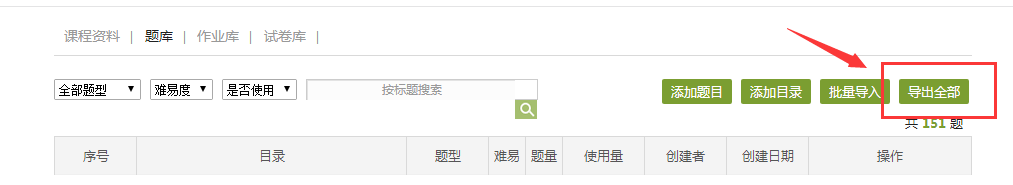 课程资料 | 题库 | 作业库 | 试卷库 |
全部题型 难易度 是否使用 按标题搜索 添加题目 添加目录 批量导入 导出全部
共 151 题
序号 目录 题型 难易 题量 使用量 创建者 创建日期 操作